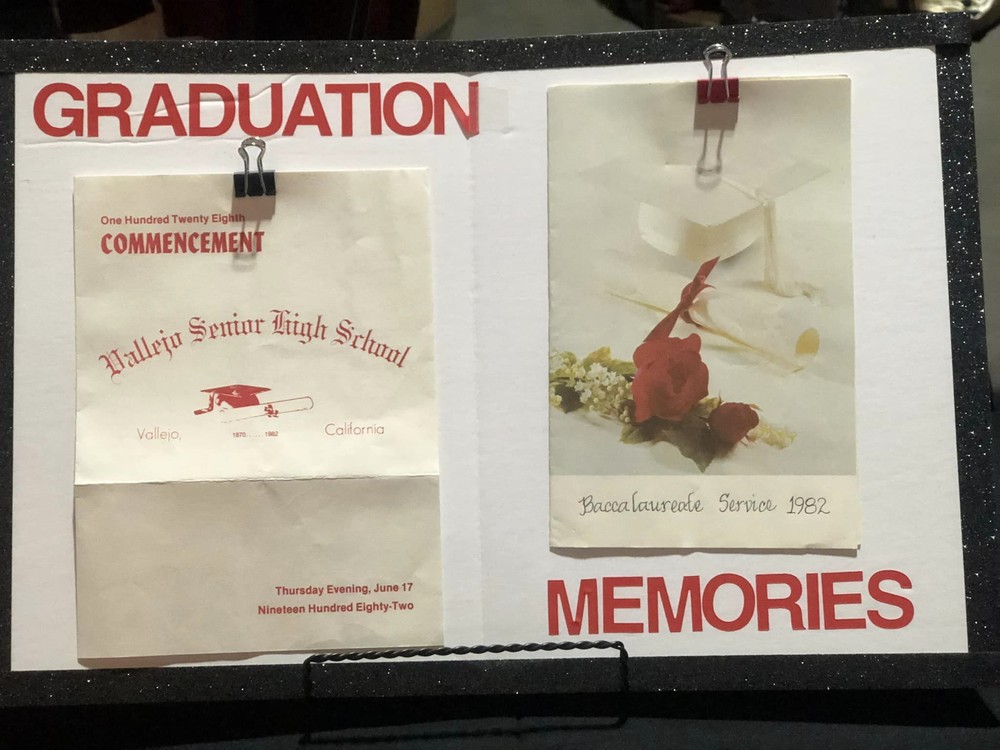 GRADUATION
One Hundred Twenty Eighth
COMMENCEMENT
Vallejo Senior High School
Vallejo, 1870......1982 California
Thursday Evening, June 17
Nineteen Hundred Eighty-Two
Baccalaureate Service 1982
MEMORIES